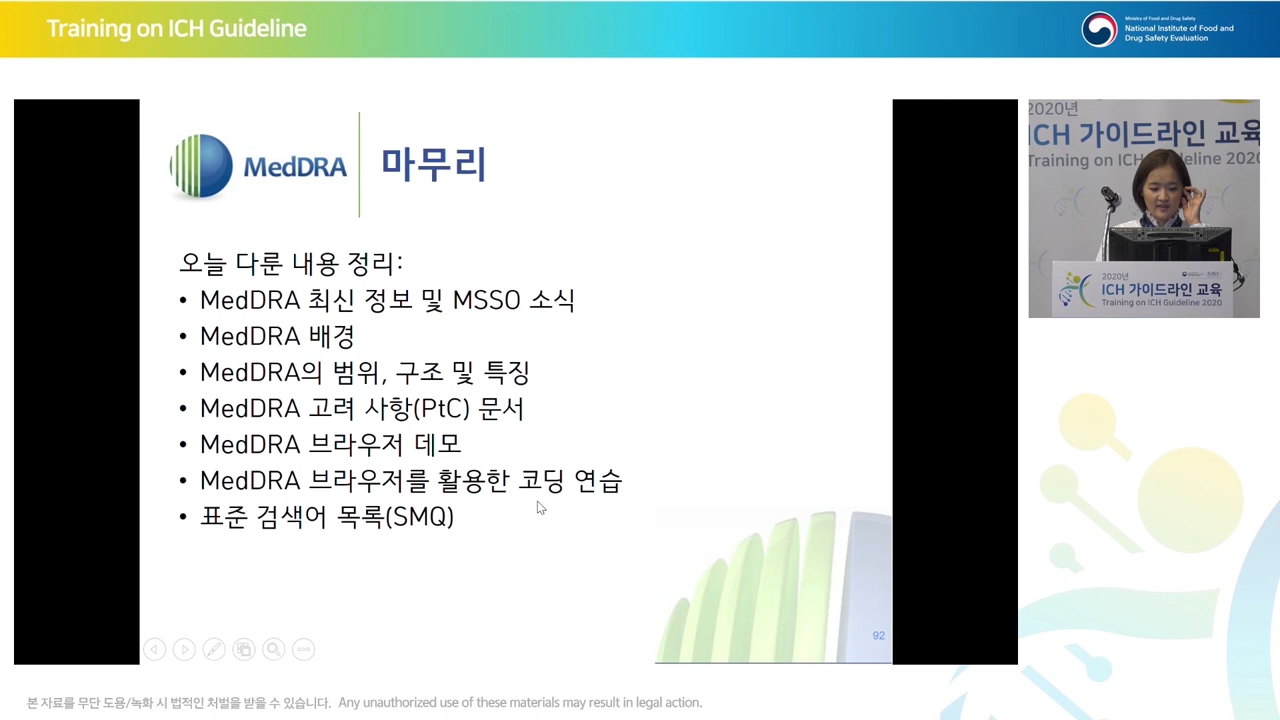 Training on ICH Guideline
Ministry of Food and Drug Safety
National Institute of Food and
Drug Safety Evaluation
MedDRA
마무리
오늘 다룬 내용 정리:
• MedDRA 최신 정보 및 MSSO 소식
• MedDRA 배경
• MedDRA의 범위, 구조 및 특징
• MedDRA 고려 사항(PtC) 문서
• MedDRA 브라우저 데모
• MedDRA 브라우저를 활용한 코딩 연습
• 표준 검색어 목록(SMQ)
92
2020년
ICH 가이드라인 교육
Training on ICH Guideline 2020
2020년
ICH 가이드라인 교육
Training on ICH Guideline 2020
본 자료를 무단 도용/녹화 시 법적인 처벌을 받을 수 있습니다. Any unauthorized use of these materials may result in legal action.